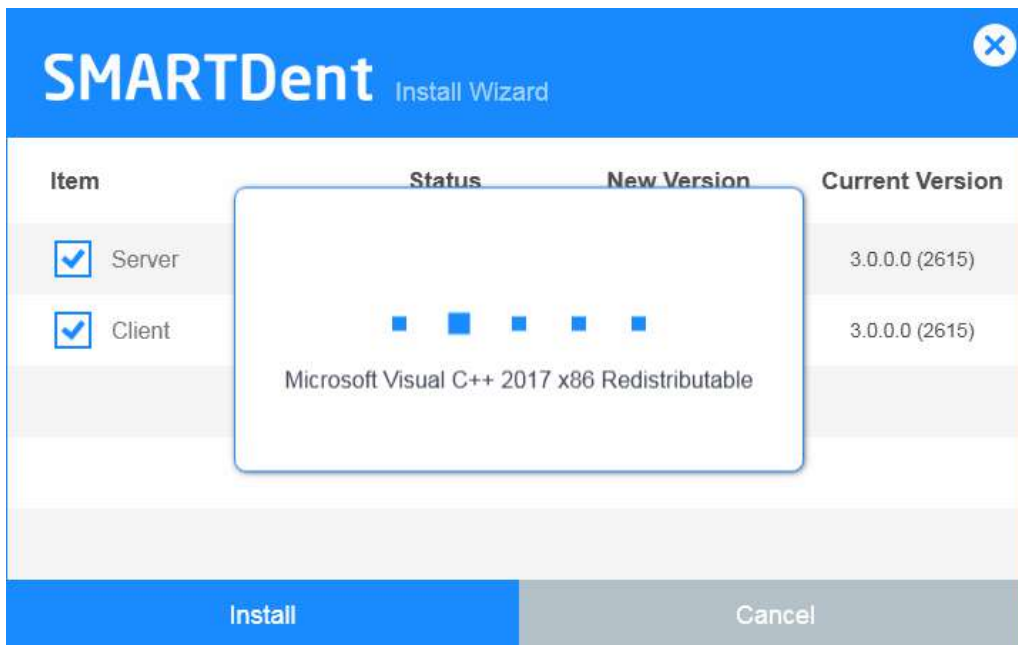 SMARTDent Install Wizard
Item Status New Version Current Version
Server 3.0.0.0 (2615)
Client 3.0.0.0 (2615)
Microsoft Visual C++ 2017 x86 Redistributable
Install Cancel